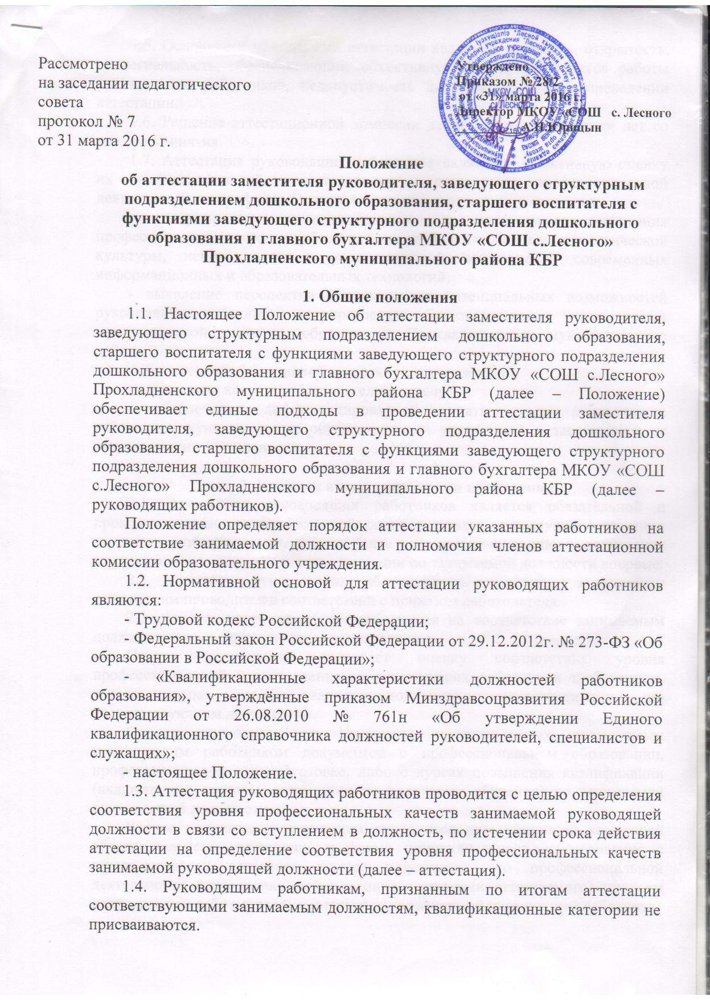 Рассмотрено
на заседании педагогического
совета
протокол № 7
от 31 марта 2016 г.
Утверждено
Приказом № 28/2
от «31» марта 2016 г.
Директор МКОУ «СОШ с. Лесного
А.Н.Юрицын
МКОУ «СОШ
с. Лесного»
Положение
об аттестации заместителя руководителя, заведующего структурным
подразделением дошкольного образования, старшего воспитателя с
функциями заведующего структурного подразделения дошкольного
образования и главного бухгалтера МКОУ «СОШ с.Лесного»
Прохладненского муниципального района КБР
1. Общие положения
1.1. Настоящее Положение об аттестации заместителя руководителя,
заведующего структурным подразделением дошкольного образования,
старшего воспитателя с функциями заведующего структурного подразделения
дошкольного образования и главного бухгалтера МКОУ «СОШ с.Лесного»
Прохладненского муниципального района КБР (далее – Положение)
обеспечивает единые подходы в проведении аттестации заместителя
руководителя, заведующего структурного подразделения дошкольного
образования, старшего воспитателя с функциями заведующего структурного
подразделения дошкольного образования и главного бухгалтера МКОУ «СОШ
с.Лесного» Прохладненского муниципального района КБР (далее –
руководящих работников).
Положение определяет порядок аттестации указанных работников на
соответствие занимаемой должности и полномочия членов аттестационной
комиссии образовательного учреждения.
1.2. Нормативной основой для аттестации руководящих работников
являются:
- Трудовой кодекс Российской Федерации;
- Федеральный закон Российской Федерации от 29.12.2012г. № 273-ФЗ «Об
образовании в Российской Федерации»;
- «Квалификационные характеристики должностей работников
образования», утверждённые приказом Минздравсоцразвития Российской
Федерации от 26.08.2010 № 761н «Об утверждении Единого
квалификационного справочника должностей руководителей, специалистов и
служащих»;
- настоящее Положение.
1.3. Аттестация руководящих работников проводится с целью определения
соответствия уровня профессиональных качеств занимаемой руководящей
должности в связи со вступлением в должность, по истечении срока действия
аттестации на определение соответствия уровня профессиональных качеств
занимаемой руководящей должности (далее – аттестация).
1.4. Руководящим работникам, признанным по итогам аттестации
соответствующими занимаемым должностям, квалификационные категории не
присваиваются.